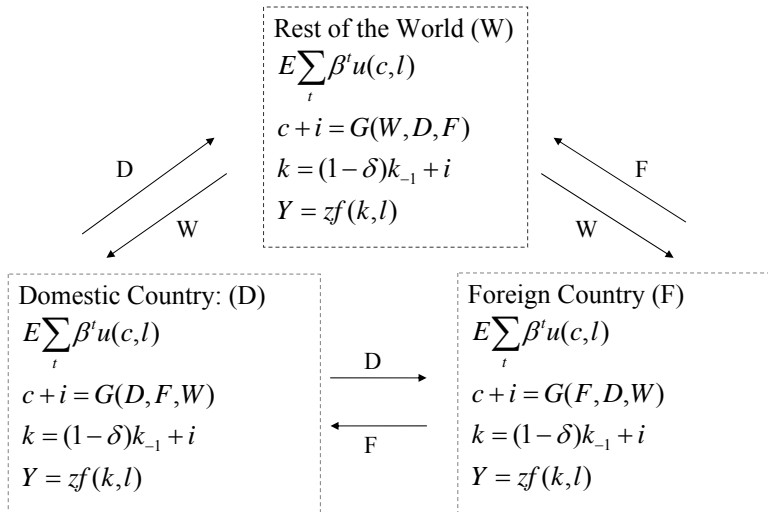 Rest of the World (W)
E∑_t β^t u(c,l)
c + i = G(W,D,F)
k = (1−δ)k_{−1} + i
Y = zf(k,l)
D
W
F
W
Domestic Country: (D)
E∑_t β^t u(c,l)
c + i = G(D,F,W)
k = (1−δ)k_{−1} + i
Y = zf(k,l)
D
F
Foreign Country (F)
E∑_t β^t u(c,l)
c + i = G(F,D,W)
k = (1−δ)k_{−1} + i
Y = zf(k,l)